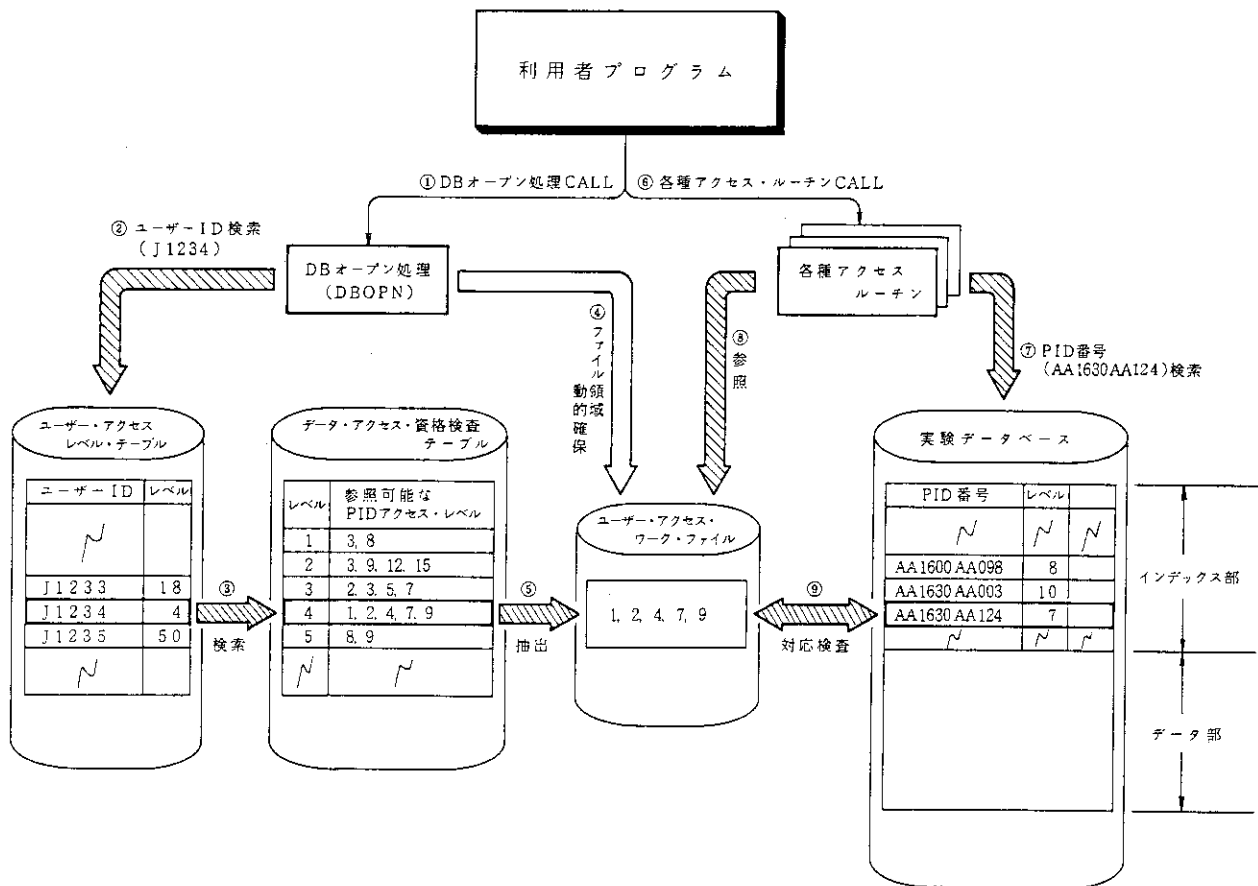 利用者プログラム
①DBオープン処理CALL
⑥各種アクセス・ルーチンCALL
②ユーザーID検索
(J1234)
DBオープン処理
(DBOPN)
各種アクセス
ルーチン
④ファイル領域
動的確保
⑧参照
⑦PID番号
(AA1630AA124)検索
ユーザー・アクセス
レベル・テーブル
ユーザーID レベル
J1233 18
J1234 4
J1235 50
③
検索
データ・アクセス・資格検査
テーブル
レベル 参照可能な
PIDアクセス・レベル
1 3, 8
2 3. 9. 12. 15
3 2. 3. 5. 7
4 1, 2, 4, 7, 9
5 8, 9
⑤
抽出
ユーザー・アクセス・
ワーク・ファイル
1, 2, 4, 7, 9
⑨
対応検査
実験データベース
PID番号 レベル
AA1600AA098 8
AA1630AA003 10
AA1630AA124 7
インデックス部
データ部